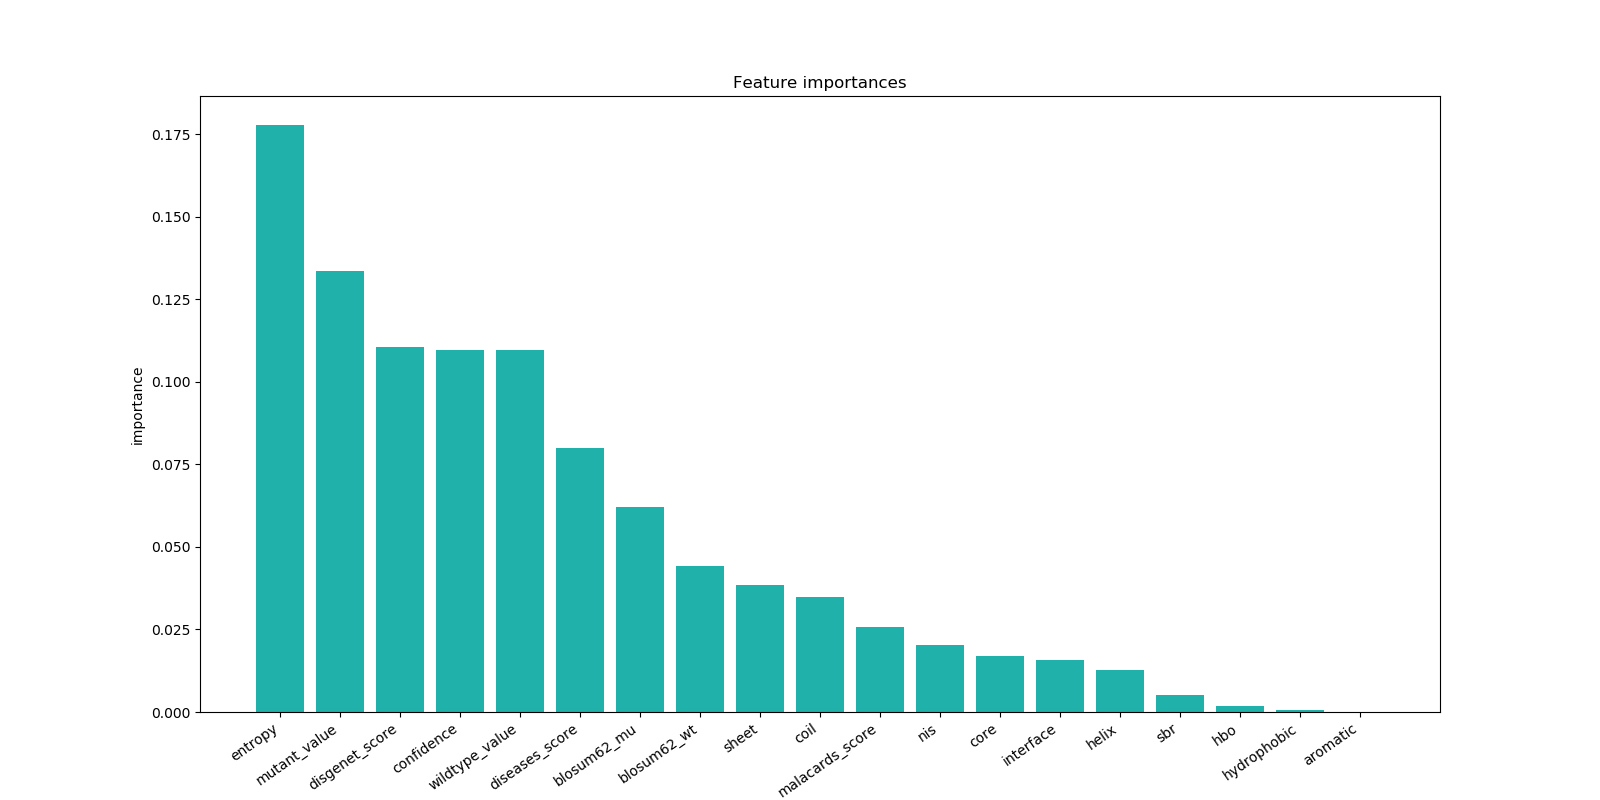 Feature importances
importance
0.175
0.150
0.125
0.100
0.075
0.050
0.025
0.000
entropy
mutant_value
disgenet_score
confidence
wildtype_value
diseases_score
blosum62_mu
blosum62_wt
sheet
coil
malacards_score
nis
core
interface
helix
sbr
hbo
hydrophobic
aromatic